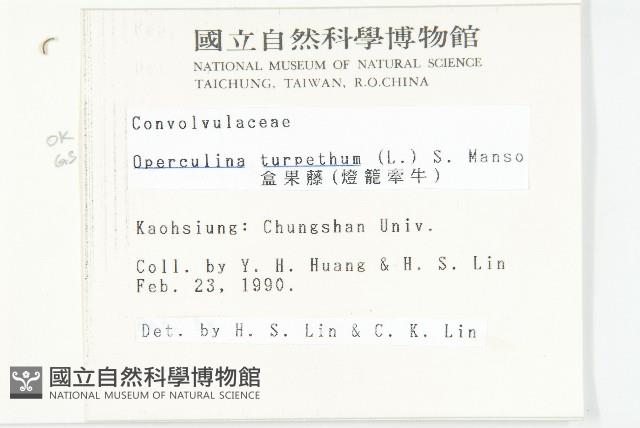 國立自然科學博物館
NATIONAL MUSEUM OF NATURAL SCIENCE
TAICHUNG, TAIWAN, R.O.CHINA
OK
GS
Convolvulaceae
Operculina turpethum (L.) S. Manso
盒果藤(燈籠牽牛)
Kaohsiung: Chungshan Univ.
Coll. by Y. H. Huang & H. S. Lin
Feb. 23, 1990.
Det. by H. S. Lin & C. K. Lin
國立自然科學博物館
NATIONAL MUSEUM OF NATURAL SCIENCE